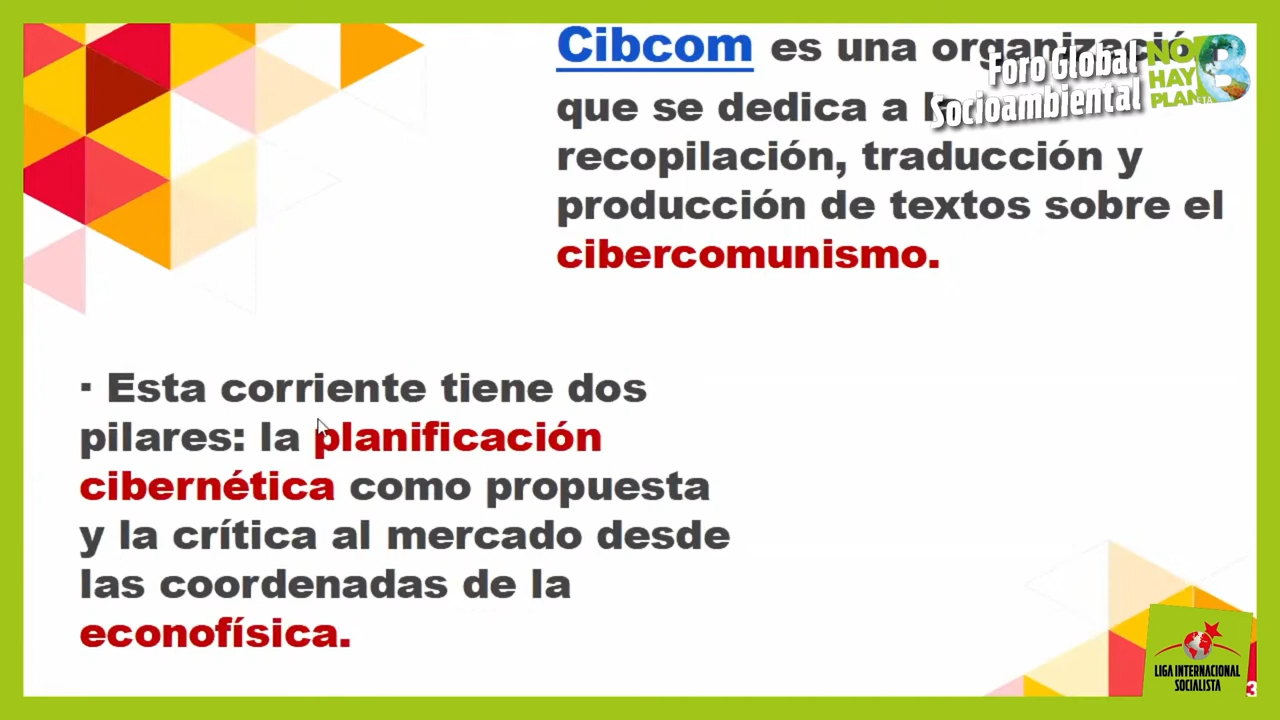 Cibcom es una organizació
que se dedica a l
recopilación, traducción y
producción de textos sobre el
cibercomunismo.
Foro Global
Socioambiental
NO
HAY
PLANETA
B
· Esta corriente tiene dos
pilares: la planificación
cibernética como propuesta
y la crítica al mercado desde
las coordenadas de la
econofísica.
LIGA INTERNACIONAL
SOCIALISTA
3